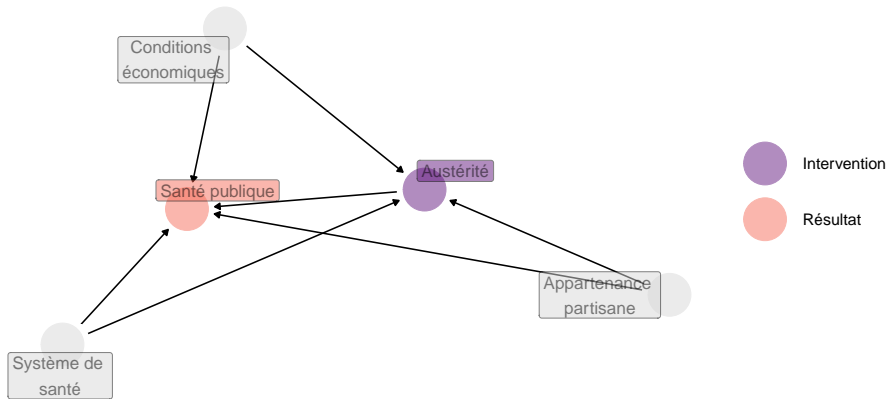 Conditions
économiques
Austérité
Intervention
Santé publique
Résultat
Appartenance
partisane
Système de
santé